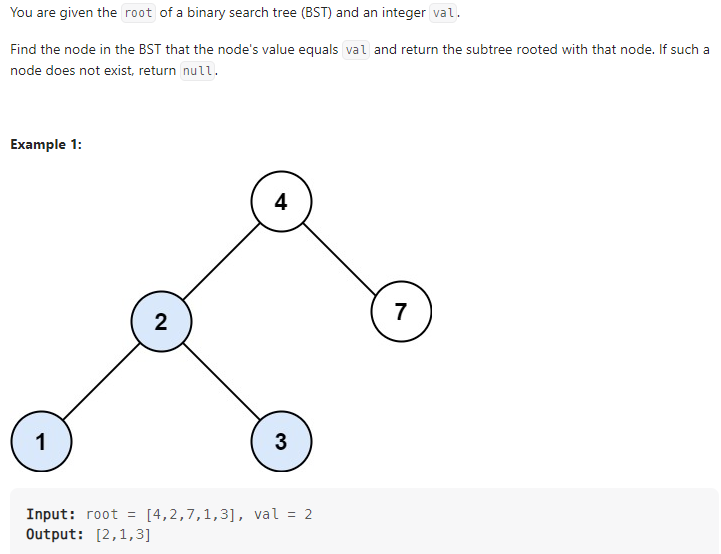 You are given the root of a binary search tree (BST) and an integer val.
Find the node in the BST that the node's value equals val and return the subtree rooted with that node. If such a
node does not exist, return null.
Example 1:
4
2
7
1
3
Input: root = [4,2,7,1,3], val = 2
Output: [2,1,3]